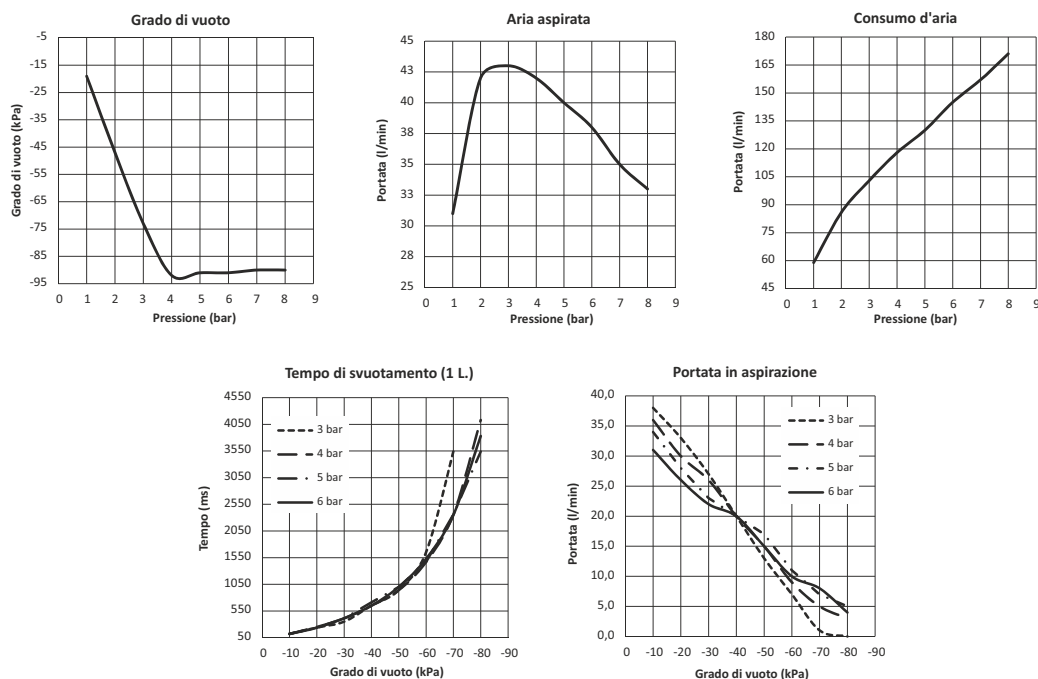 Grado di vuoto
Grado di vuoto (kPa)
-5
-15
-25
-35
-45
-55
-65
-75
-85
-95
0 1 2 3 4 5 6 7 8 9
Pressione (bar)
Aria aspirata
Portata (l/min)
45
43
40
38
35
33
30
28
25
0 1 2 3 4 5 6 7 8 9
Pressione (bar)
Consumo d'aria
Portata (l/min)
180
165
150
135
120
105
90
75
60
45
0 1 2 3 4 5 6 7 8 9
Pressione (bar)
Tempo di svuotamento (1 L.)
Tempo (ms)
4550
4050
3550
3050
2550
2050
1550
1050
550
50
3 bar
4 bar
5 bar
6 bar
0 -10 -20 -30 -40 -50 -60 -70 -80 -90
Grado di vuoto (kPa)
Portata in aspirazione
Portata (l/min)
40,0
35,0
30,0
25,0
20,0
15,0
10,0
5,0
0,0
3 bar
4 bar
5 bar
6 bar
0 -10 -20 -30 -40 -50 -60 -70 -80 -90
Grado di vuoto (kPa)